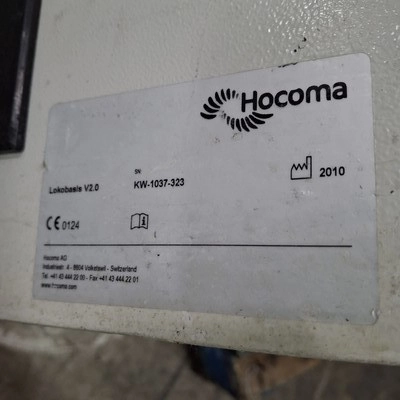 Hocoma
Lokobasis V2.0
SN
KW-1037-323
2010
CE 0124
Hocoma AG
Industriestr. 4 - 8604 Volketswil - Switzerland
Tel. +41 43 444 22 00 - Fax +41 43 444 22 01
www.hocoma.com